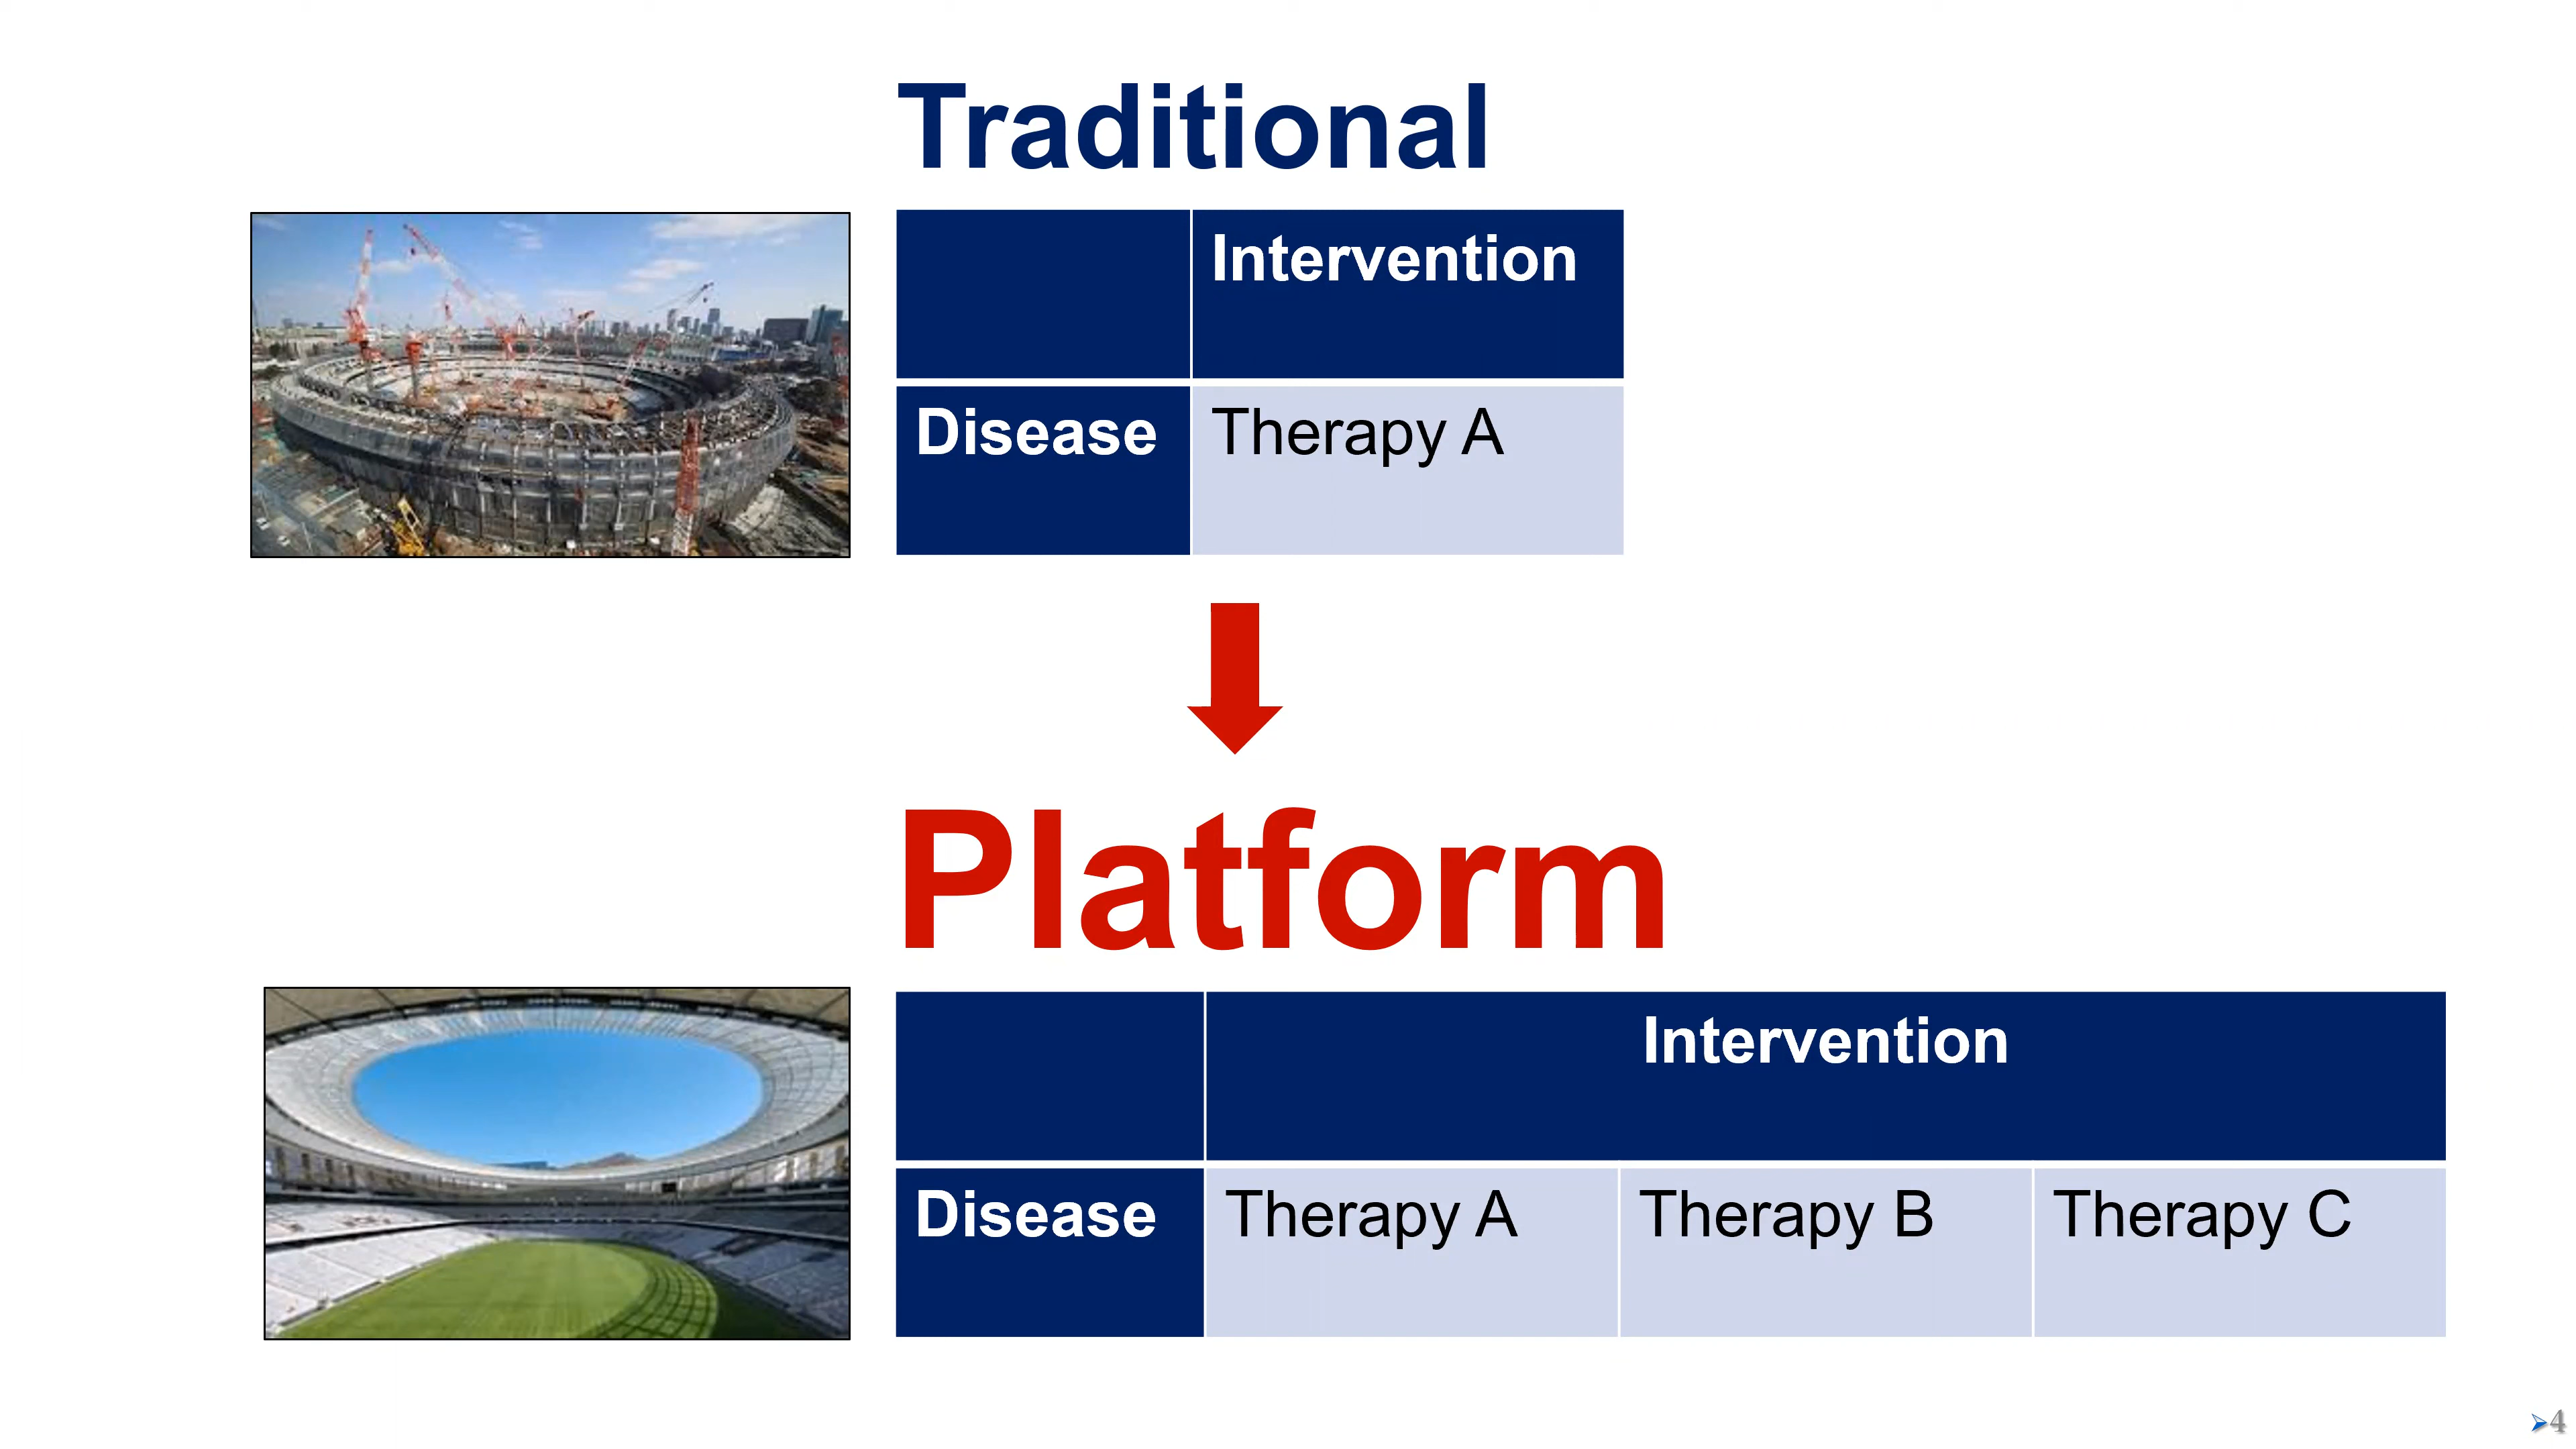 Traditional
Intervention
Disease Therapy A
Platform
Intervention
Disease Therapy A Therapy B Therapy C
4